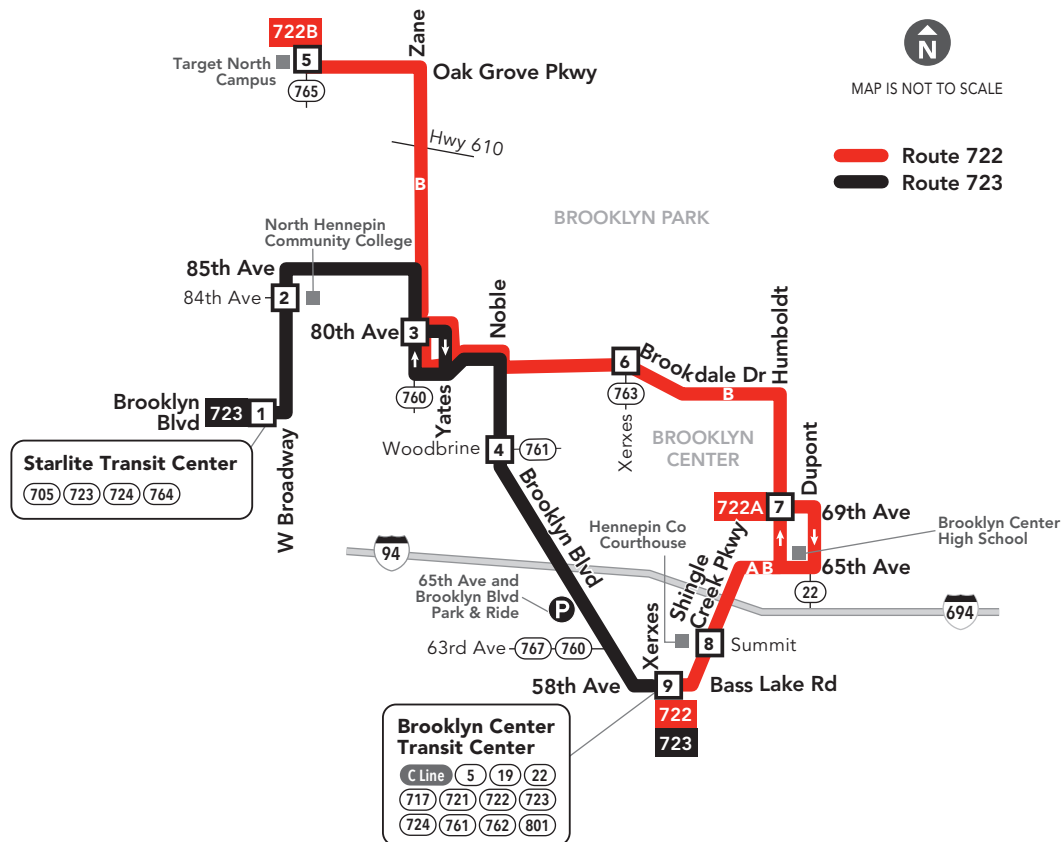 722B
5
Target North
Campus
765
Zane
Oak Grove Pkwy
N
MAP IS NOT TO SCALE
Hwy 610
Route 722
Route 723
B
BROOKLYN PARK
North Hennepin
Community College
85th Ave
84th Ave
2
80th Ave
3
Noble
760
Yates
6
Brookdale Dr
763
Xerxes
B
Humboldt
Brooklyn
Blvd
723
1
W Broadway
Starlite Transit Center
705
723
724
764
Woodbrine
4
761
BROOKLYN
CENTER
Dupont
722A
7
69th Ave
Brooklyn Center
High School
Brooklyn Blvd
Hennepin Co
Courthouse
Shingle
Creek Pkwy
A B
65th Ave
22
94
694
65th Ave and
Brooklyn Blvd
Park & Ride
P
63rd Ave
767
760
Xerxes
8
Summit
58th Ave
9
Bass Lake Rd
722
723
Brooklyn Center
Transit Center
C Line
5
19
22
717
721
722
723
724
761
762
801